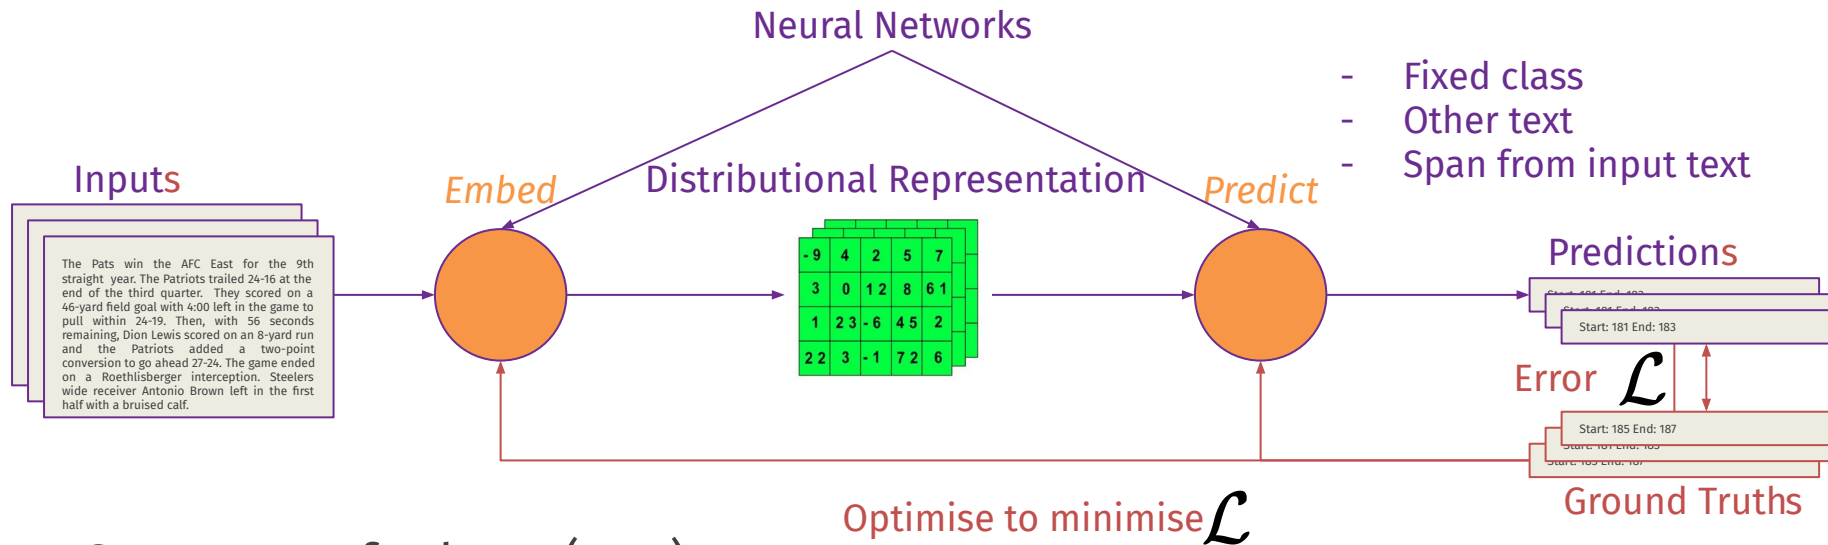 Neural Networks
- Fixed class
- Other text
- Span from input text
Inputs
Embed
Distributional Representation
Predict
The Pats win the AFC East for the 9th
straight year. The Patriots trailed 24-16 at the
end of the third quarter. They scored on a
46-yard field goal with 4:00 left in the game to
pull within 24-19. Then, with 56 seconds
remaining, Dion Lewis scored on an 8-yard run
and the Patriots added a two-point
conversion to go ahead 27-24. The game ended
on a Roethlisberger interception. Steelers
wide receiver Antonio Brown left in the first
half with a bruised calf.
-9 4 2 5 7
3 0 12 8 61
1 23 -6 45 2
22 3 -1 72 6
Predictions
Start: 181 End: 183
Error ℒ
Start: 185 End: 187
Ground Truths
Optimise to minimise ℒ